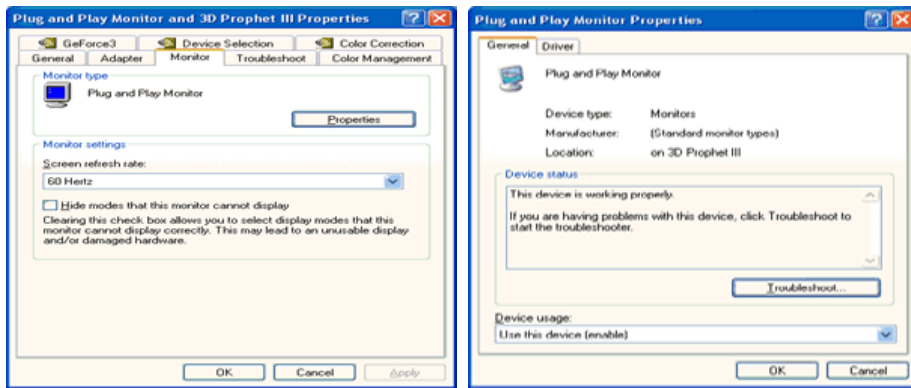 Plug and Play Monitor and 3D Prophet III Properties
GeForce3
Device Selection
Color Correction
General
Adapter
Monitor
Troubleshoot
Color Management
Monitor type
Plug and Play Monitor
Properties
Monitor settings
Screen refresh rate:
60 Hertz
Hide modes that this monitor cannot display
Clearing this check box allows you to select display modes that this
monitor cannot display correctly. This may lead to an unusable display
and/or damaged hardware.
OK
Cancel
Apply
Plug and Play Monitor Properties
General
Driver
Plug and Play Monitor
Device type: Monitors
Manufacturer: (Standard monitor types)
Location: on 3D Prophet III
Device status
This device is working properly.
If you are having problems with this device, click Troubleshoot to
start the troubleshooter.
Troubleshoot...
Device usage:
Use this device (enable)
OK
Cancel